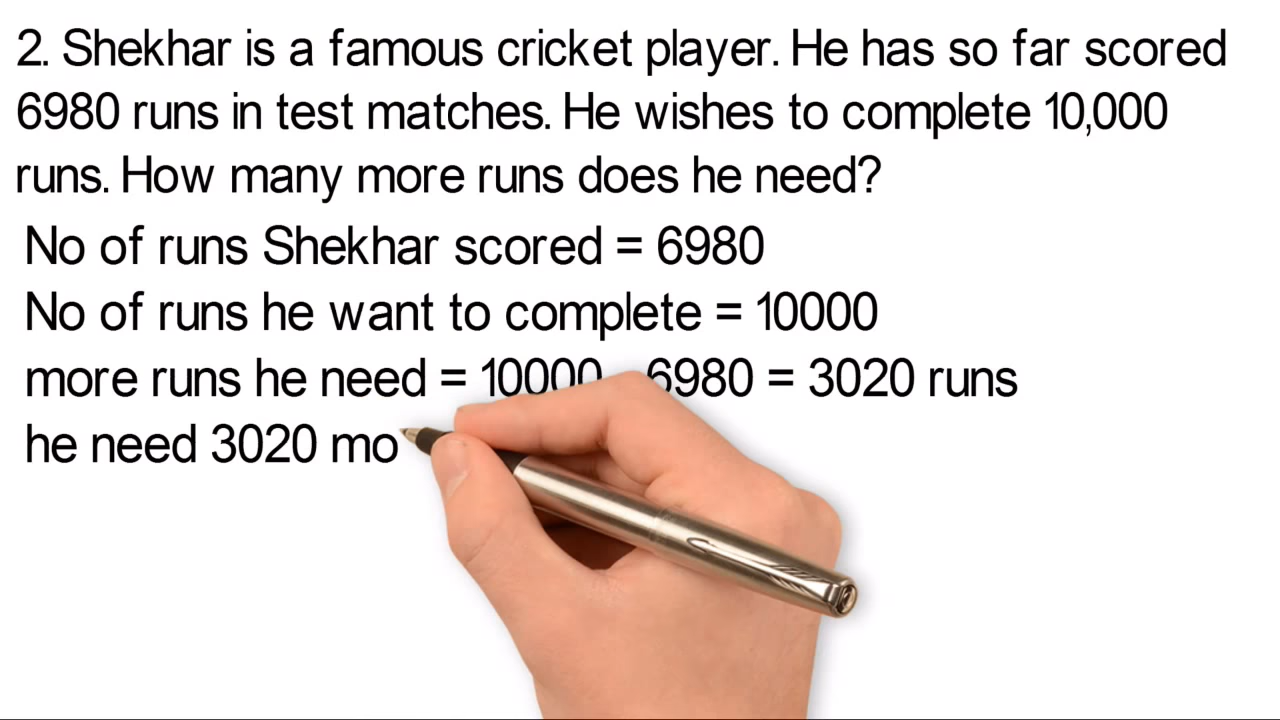 2. Shekhar is a famous cricket player. He has so far scored
6980 runs in test matches. He wishes to complete 10,000
runs. How many more runs does he need?
No of runs Shekhar scored = 6980
No of runs he want to complete = 10000
more runs he need = 10000 6980 = 3020 runs
he need 3020 mo